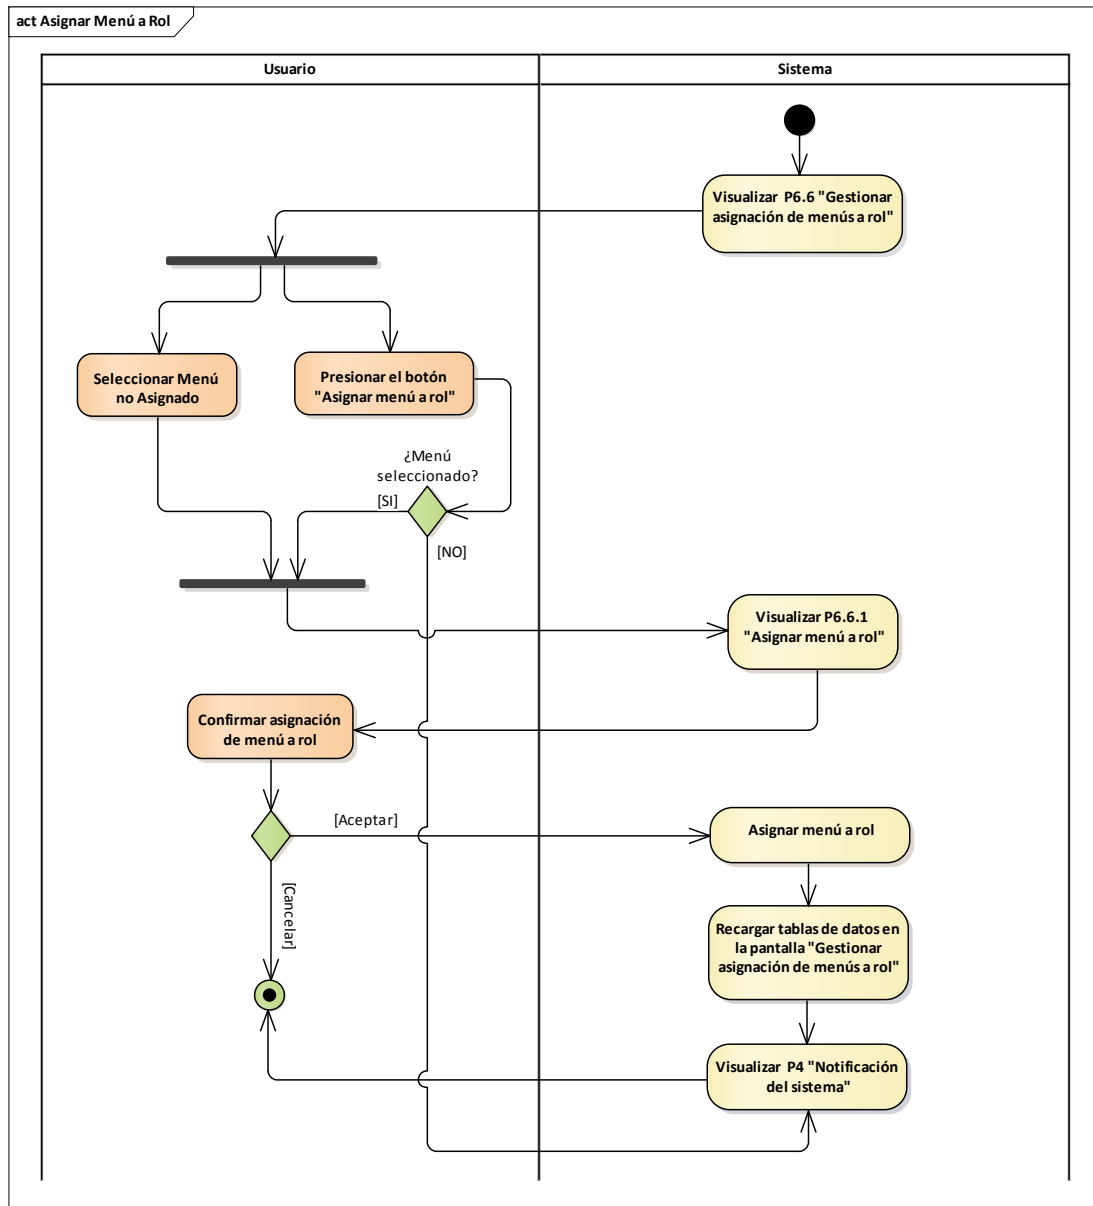 act Asignar Menú a Rol
Usuario
Sistema
Visualizar P6.6 "Gestionar
asignación de menús a rol"
Seleccionar Menú
no Asignado
Presionar el botón
"Asignar menú a rol"
¿Menú
seleccionado?
[SI]
[NO]
Visualizar P6.6.1
"Asignar menú a rol"
Confirmar asignación
de menú a rol
[Aceptar]
Asignar menú a rol
[Cancelar]
Recargar tablas de datos en
la pantalla "Gestionar
asignación de menús a rol"
Visualizar P4 "Notificación
del sistema"